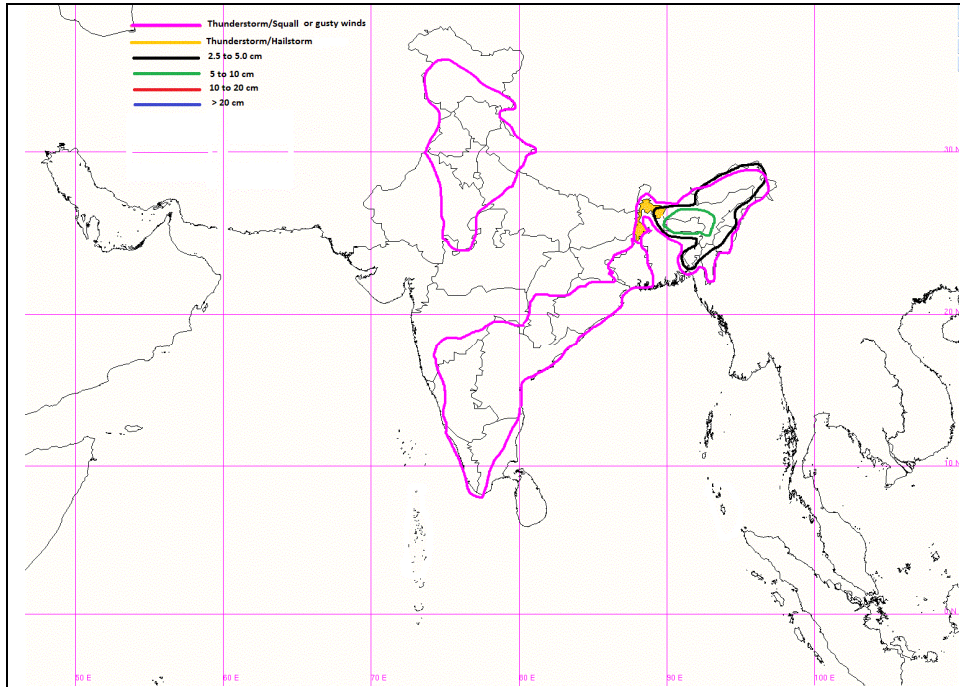 Thunderstorm/Squall or gusty winds
Thunderstorm/Hailstorm
2.5 to 5.0 cm
5 to 10 cm
10 to 20 cm
> 20 cm
30 N
20 N
10 N
0 N
50 E
60 E
70 E
80 E
90 E
100 E